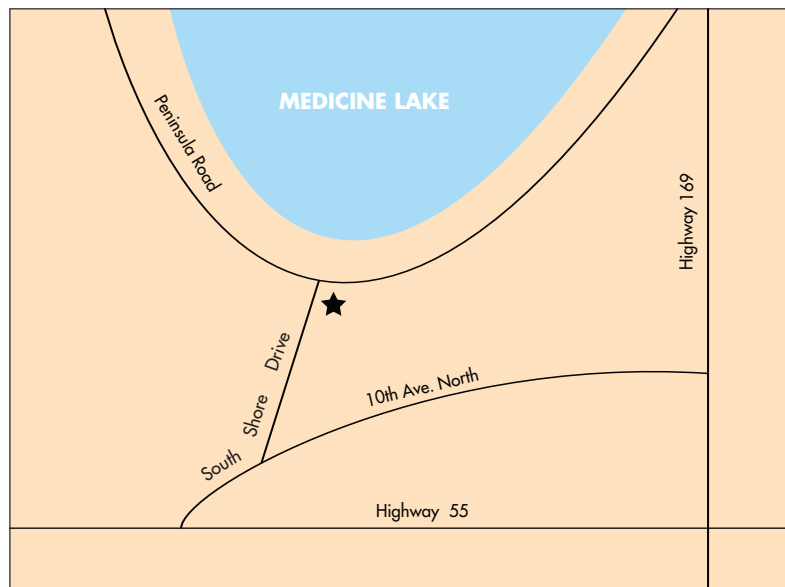 MEDICINE LAKE
Peninsula Road
Highway 169
South Shore Drive
10th Ave. North
Highway 55